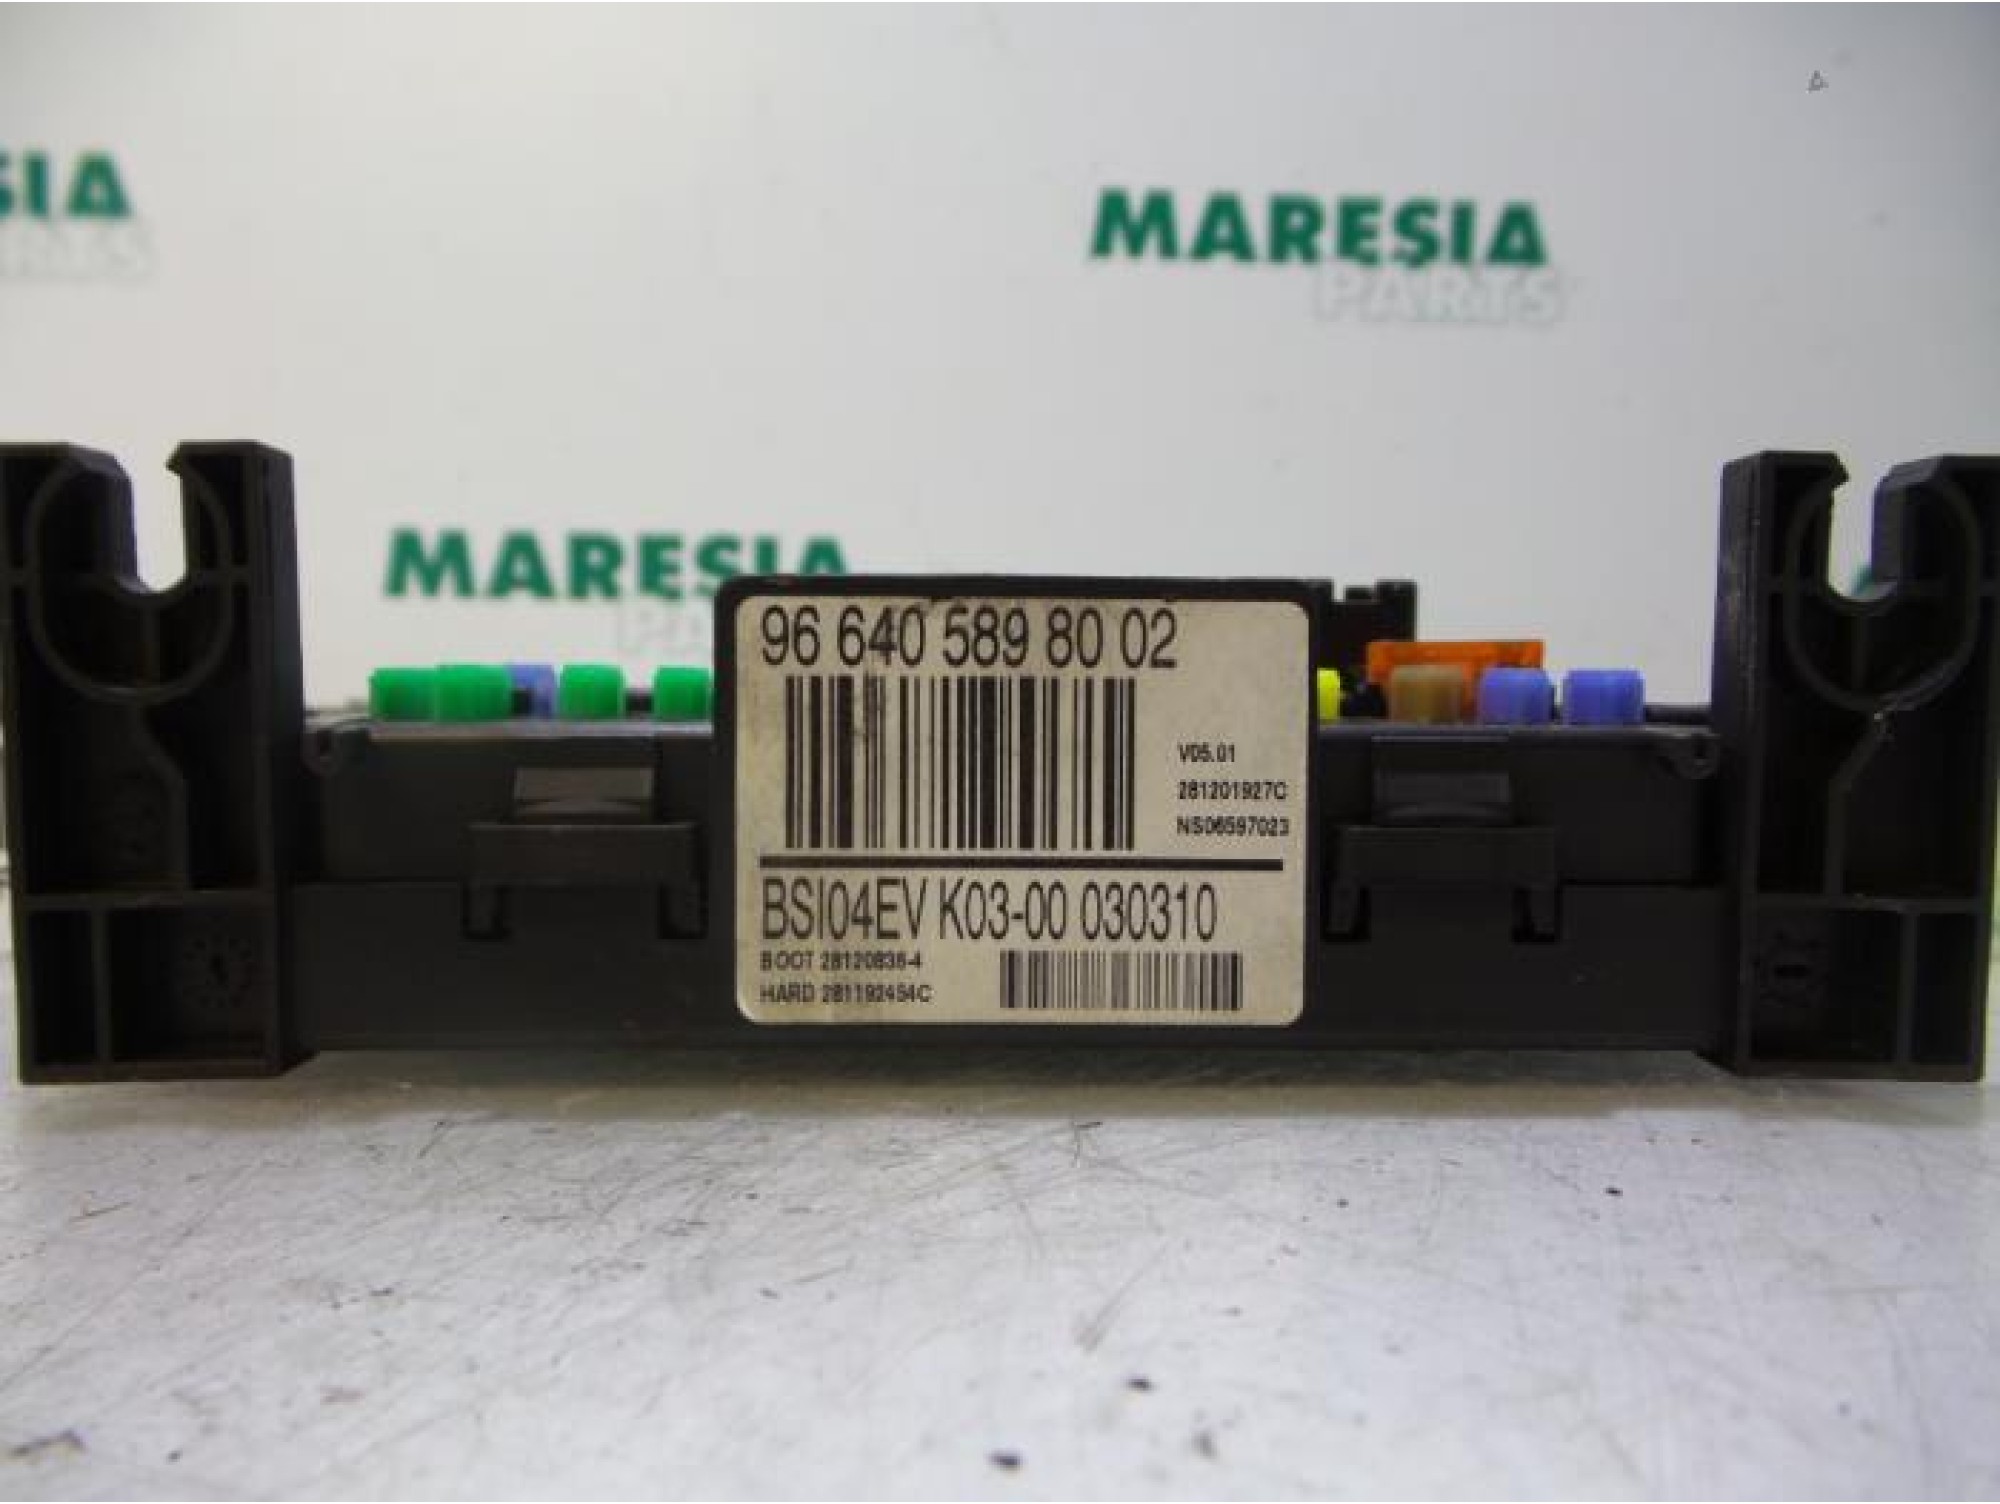 MARESIA
PARTS
MARESIA
96 640 589 80 02
V05.01
281201927C
NS06597023
BSI04EV K03-00 030310
BOOT 28120836-4
HARD 281192454C